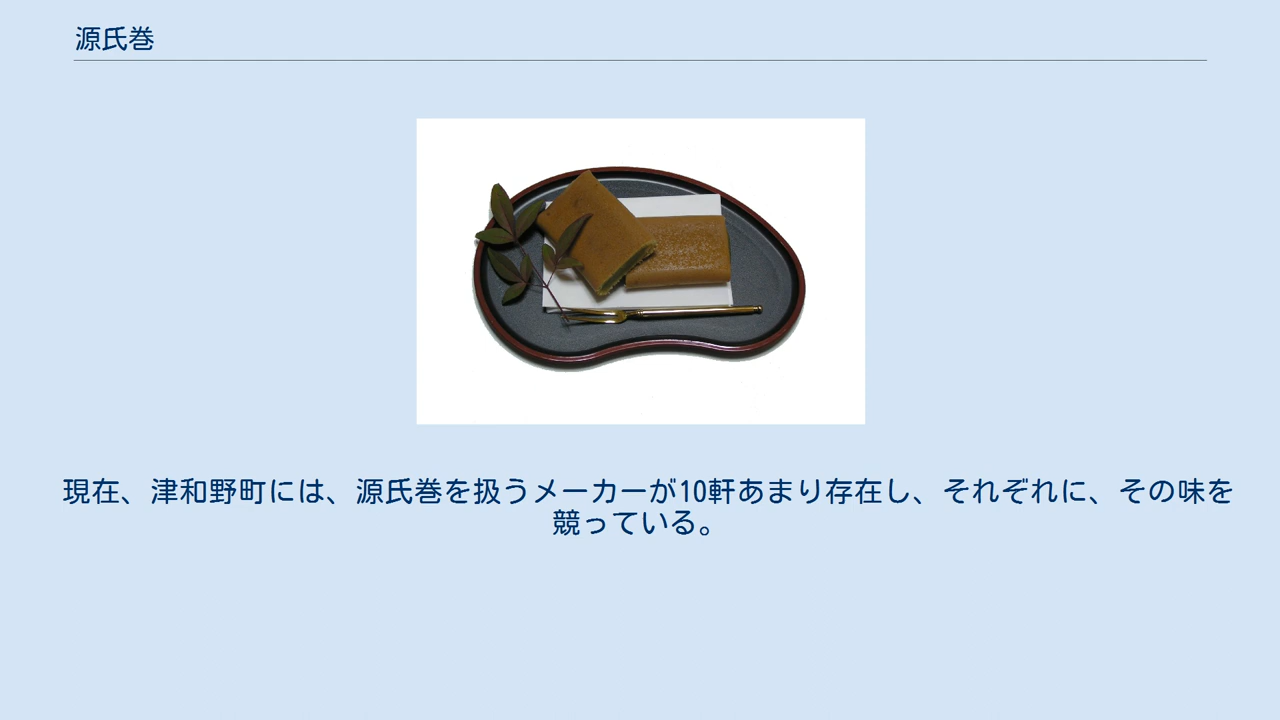 源氏巻
現在、津和野町には、源氏巻を扱うメーカーが10軒あまり存在し、それぞれに、その味を
競っている。